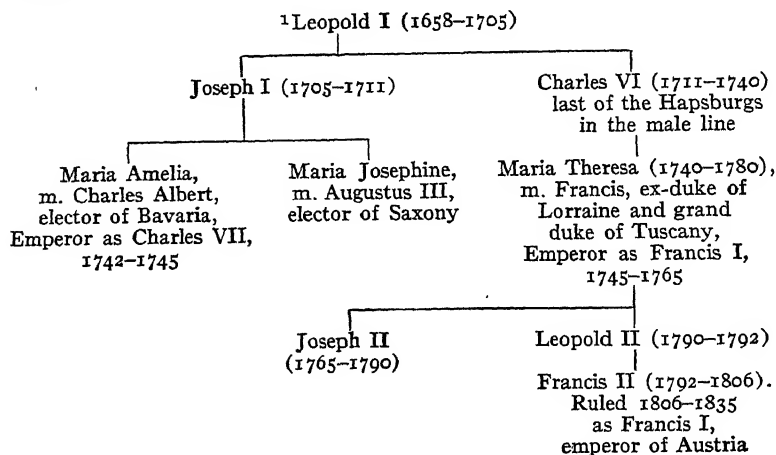 ¹Leopold I (1658–1705)
Joseph I (1705–1711)
Charles VI (1711–1740)
last of the Hapsburgs
in the male line
Maria Amelia,
m. Charles Albert,
elector of Bavaria,
Emperor as Charles VII,
1742–1745
Maria Josephine,
m. Augustus III,
elector of Saxony
Maria Theresa (1740–1780),
m. Francis, ex-duke of
Lorraine and grand
duke of Tuscany,
Emperor as Francis I,
1745–1765
Joseph II
(1765–1790)
Leopold II (1790–1792)
Francis II (1792–1806).
Ruled 1806–1835
as Francis I,
emperor of Austria